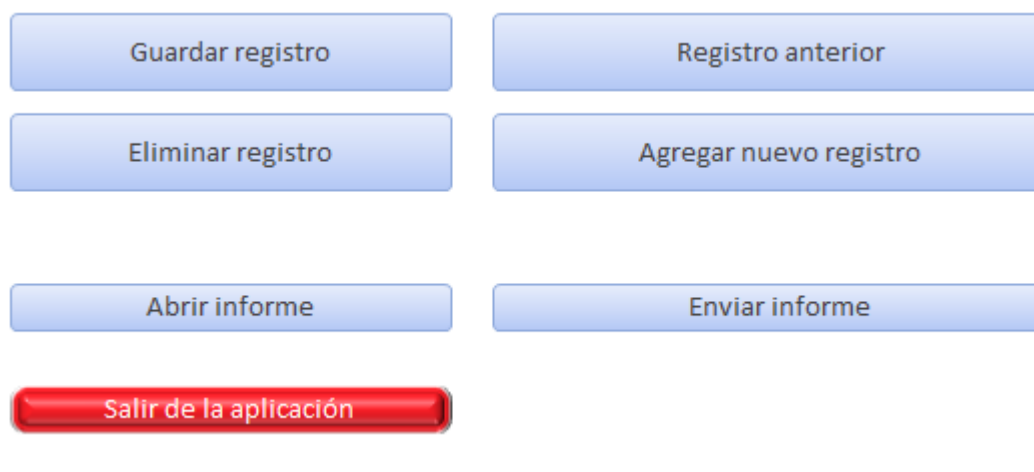 Guardar registro
Registro anterior
Eliminar registro
Agregar nuevo registro
Abrir informe
Enviar informe
Salir de la aplicación